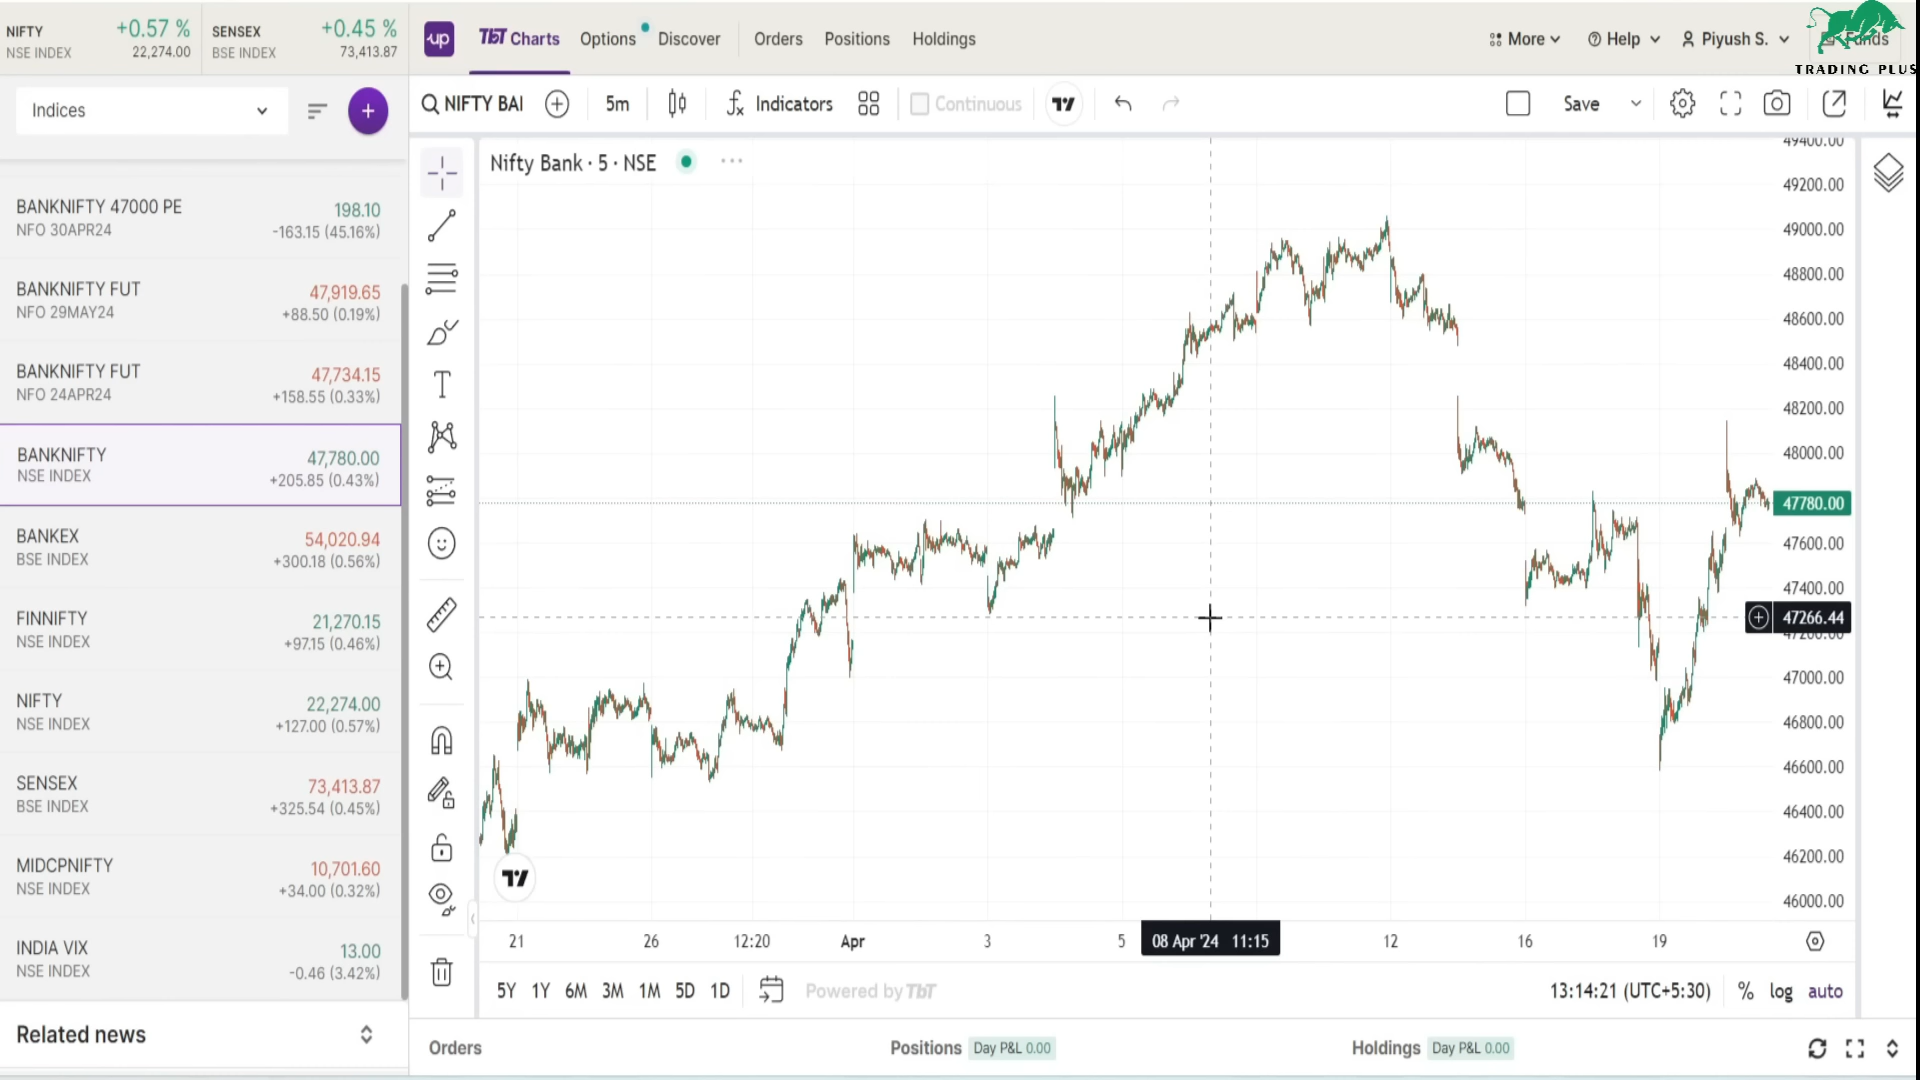 NIFTY +0.57 %
NSE INDEX 22,274.00
SENSEX +0.45 %
BSE INDEX 73,413.87
up TbT Charts Options Discover Orders Positions Holdings
More Help Piyush S. Funds
TRADING PLUS
Indices
NIFTY BAI 5m Indicators Continuous Save
Nifty Bank · 5 · NSE
BANKNIFTY 47000 PE 198.10
NFO 30APR24 -163.15 (45.16%)
BANKNIFTY FUT 47,919.65
NFO 29MAY24 +88.50 (0.19%)
BANKNIFTY FUT 47,734.15
NFO 24APR24 +158.55 (0.33%)
BANKNIFTY 47,780.00
NSE INDEX +205.85 (0.43%)
BANKEX 54,020.94
BSE INDEX +300.18 (0.56%)
FINNIFTY 21,270.15
NSE INDEX +97.15 (0.46%)
NIFTY 22,274.00
NSE INDEX +127.00 (0.57%)
SENSEX 73,413.87
BSE INDEX +325.54 (0.45%)
MIDCPNIFTY 10,701.60
NSE INDEX +34.00 (0.32%)
INDIA VIX 13.00
NSE INDEX -0.46 (3.42%)
Related news
49400.00
49200.00
49000.00
48800.00
48600.00
48400.00
48200.00
48000.00
47780.00
47600.00
47400.00
47266.44
47200.00
47000.00
46800.00
46600.00
46400.00
46200.00
46000.00
21 26 12:20 Apr 3 5 08 Apr '24 11:15 12 16 19
5Y 1Y 6M 3M 1M 5D 1D Powered by TbT 13:14:21 (UTC+5:30) % log auto
Orders Positions Day P&L 0.00 Holdings Day P&L 0.00